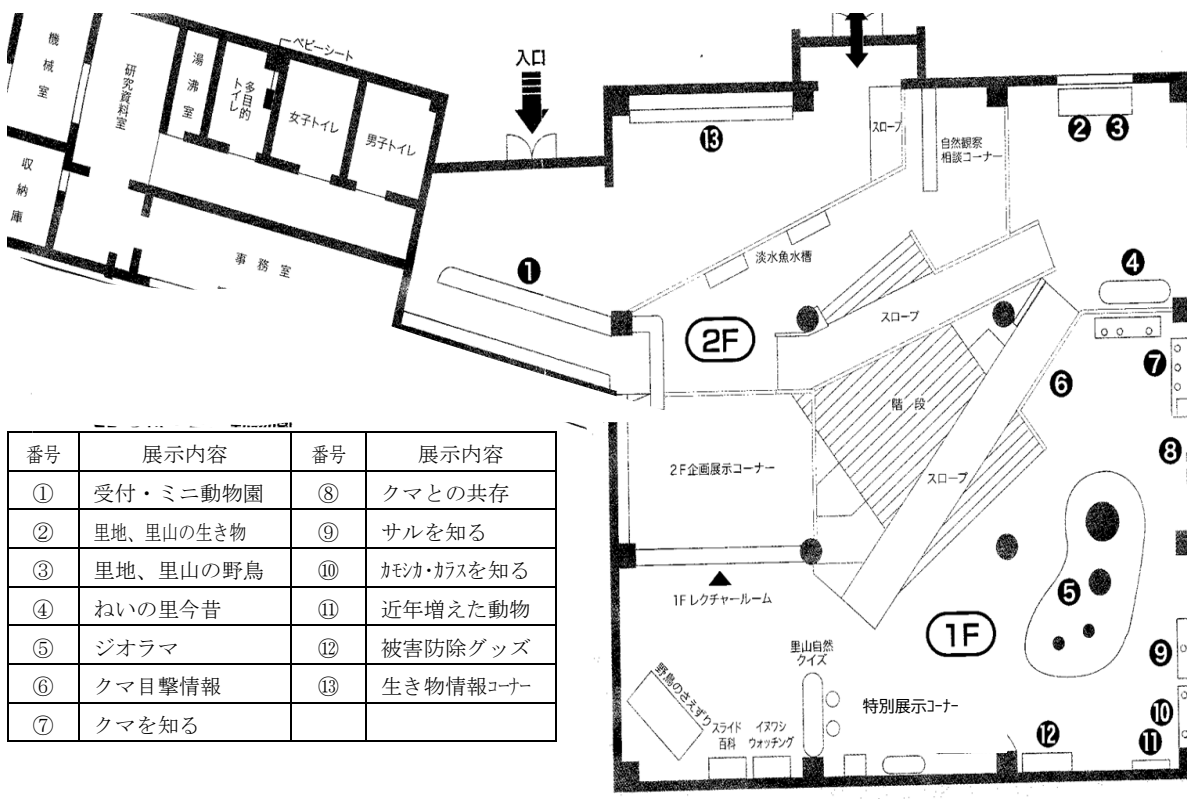 機械室
研究資料室
湯沸室
多目的
トイレ
ベビーシート
女子トイレ
男子トイレ
収納庫
事務室
入口
⓭
スロープ
自然観察
相談コーナー
❷ ❸
❶
淡水魚水槽
❹
2F
スロープ
❼
❻
階段
❽
2F企画展示コーナー
スロープ
1Fレクチャールーム
❺
1F
里山自然
クイズ
❾
野鳥のさえずり
スライド
百科
イヌワシ
ウォッチング
特別展示コーナー
❿
⓬
⓫
番号 展示内容 番号 展示内容
① 受付・ミニ動物園 ⑧ クマとの共存
② 里地、里山の生き物 ⑨ サルを知る
③ 里地、里山の野鳥 ⑩ ｶﾓｼｶ・ｶﾗｽを知る
④ ねいの里今昔 ⑪ 近年増えた動物
⑤ ジオラマ ⑫ 被害防除グッズ
⑥ クマ目撃情報 ⑬ 生き物情報ｺｰﾅｰ
⑦ クマを知る